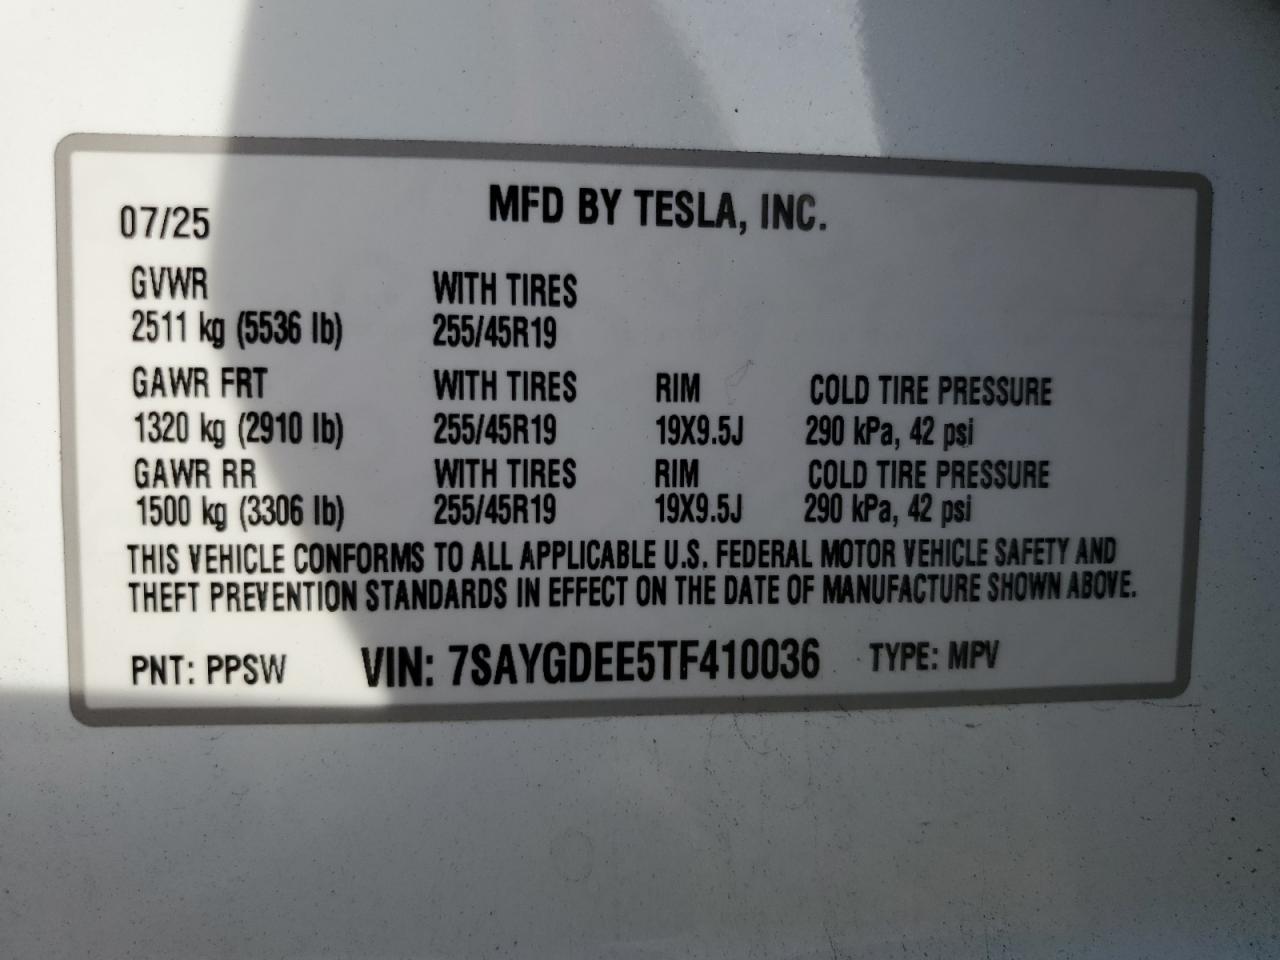 MFD BY TESLA, INC.
07/25
GVWR WITH TIRES
2511 kg (5536 lb) 255/45R19
GAWR FRT WITH TIRES RIM COLD TIRE PRESSURE
1320 kg (2910 lb) 255/45R19 19X9.5J 290 kPa, 42 psi
GAWR RR WITH TIRES RIM COLD TIRE PRESSURE
1500 kg (3306 lb) 255/45R19 19X9.5J 290 kPa, 42 psi
THIS VEHICLE CONFORMS TO ALL APPLICABLE U.S. FEDERAL MOTOR VEHICLE SAFETY AND
THEFT PREVENTION STANDARDS IN EFFECT ON THE DATE OF MANUFACTURE SHOWN ABOVE.
PNT: PPSW VIN: 7SAYGDEE5TF410036 TYPE: MPV